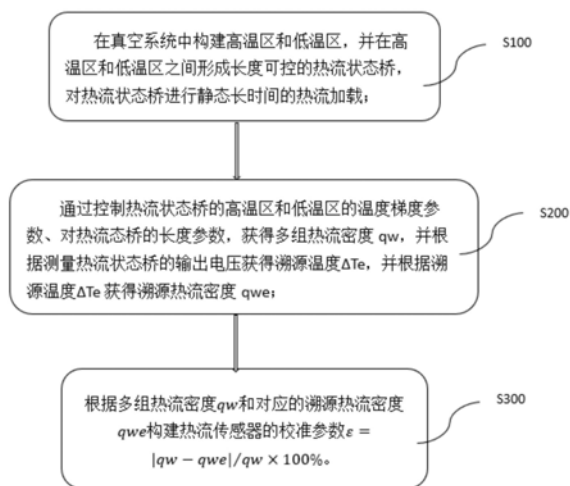 在真空系统中构建高温区和低温区，并在高
温区和低温区之间形成长度可控的热流状态桥，
对热流状态桥进行静态长时间的热流加载；
S100
通过控制热流状态桥的高温区和低温区的温度梯度参
数、对热流态桥的长度参数，获得多组热流密度 qw，并根
据测量热流状态桥的输出电压获得溯源温度ΔTe，并根据溯
源温度ΔTe 获得溯源热流密度 qwe；
S200
根据多组热流密度qw和对应的溯源热流密度
qwe构建热流传感器的校准参数ε =
|qw − qwe|/qw × 100%。
S300